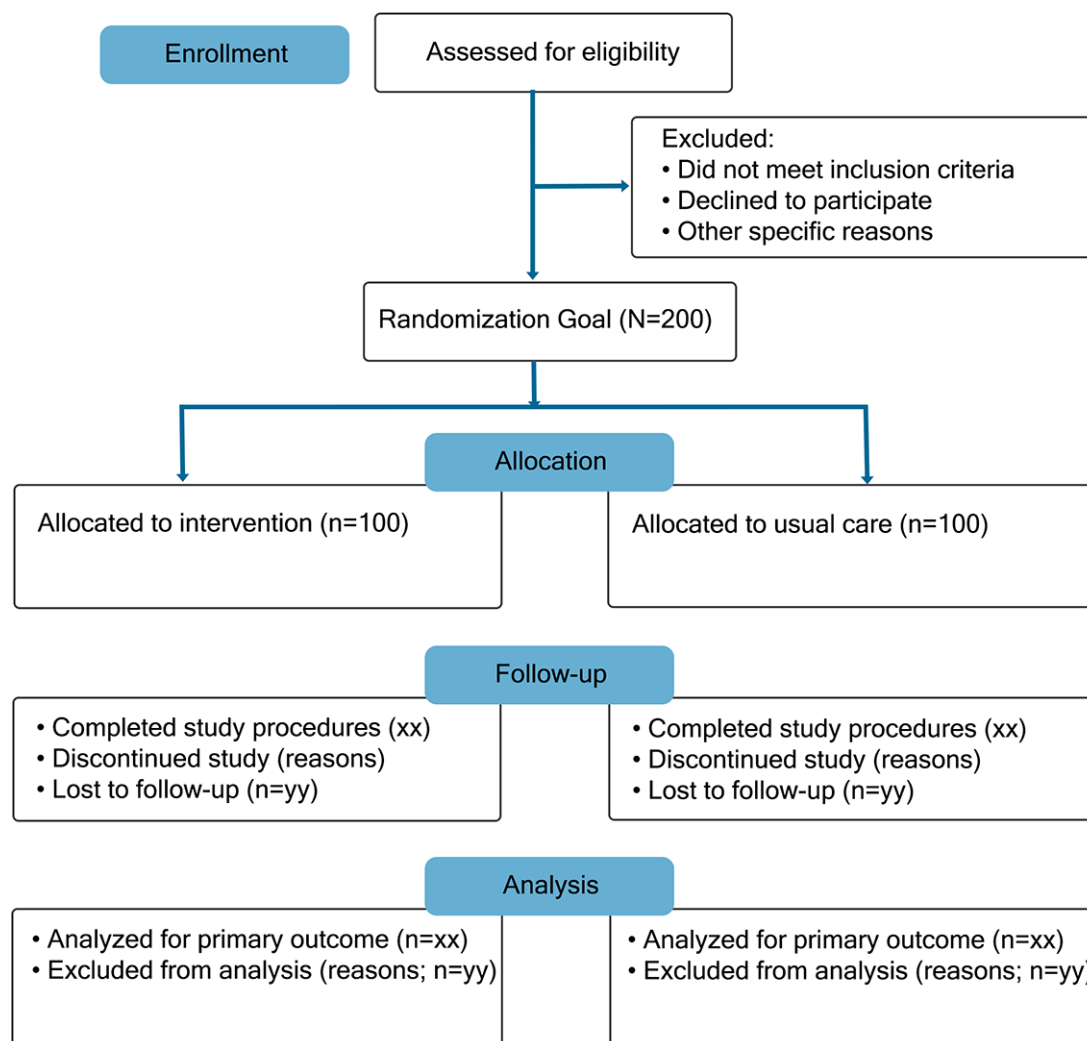 Enrollment
Assessed for eligibility
Excluded:
• Did not meet inclusion criteria
• Declined to participate
• Other specific reasons
Randomization Goal (N=200)
Allocation
Allocated to intervention (n=100)
Allocated to usual care (n=100)
Follow-up
• Completed study procedures (xx)
• Discontinued study (reasons)
• Lost to follow-up (n=yy)
• Completed study procedures (xx)
• Discontinued study (reasons)
• Lost to follow-up (n=yy)
Analysis
• Analyzed for primary outcome (n=xx)
• Excluded from analysis (reasons; n=yy)
• Analyzed for primary outcome (n=xx)
• Excluded from analysis (reasons; n=yy)